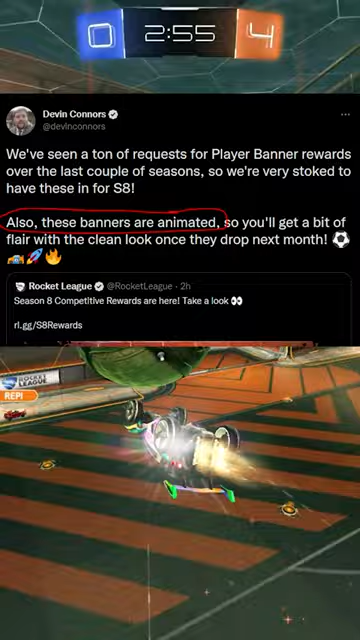 0 2:55 4
Devin Connors
@devinconnors
We've seen a ton of requests for Player Banner rewards
over the last couple of seasons, so we're very stoked to
have these in for S8!
Also, these banners are animated, so you'll get a bit of
flair with the clean look once they drop next month! ⚽
🚘🚀🔥
Rocket League @RocketLeague · 2h
Season 8 Competitive Rewards are here! Take a look 👀
rl.gg/S8Rewards
ROCKET
LEAGUE
REPI